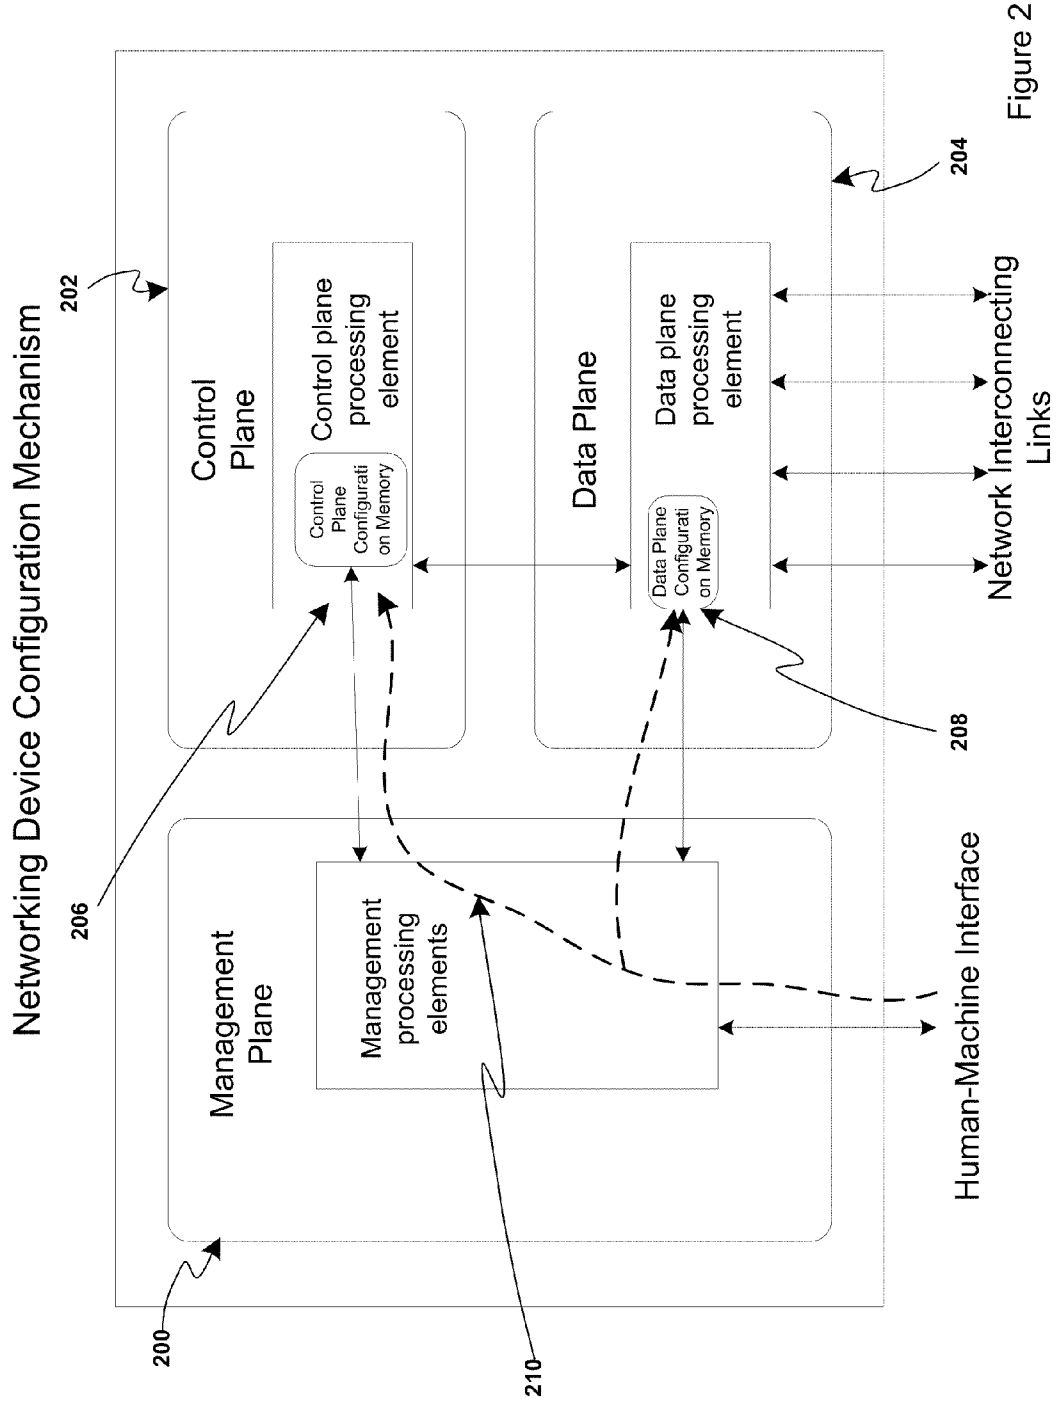 Networking Device Configuration Mechanism
200
206
202
Management
Plane
Management
processing
elements
Control
Plane
Control
Plane
Configurati
on Memory
Control plane
processing
element
Data Plane
Data Plane
Configurati
on Memory
Data plane
processing
element
210
208
204
Human-Machine Interface
Network Interconnecting
Links
Figure 2